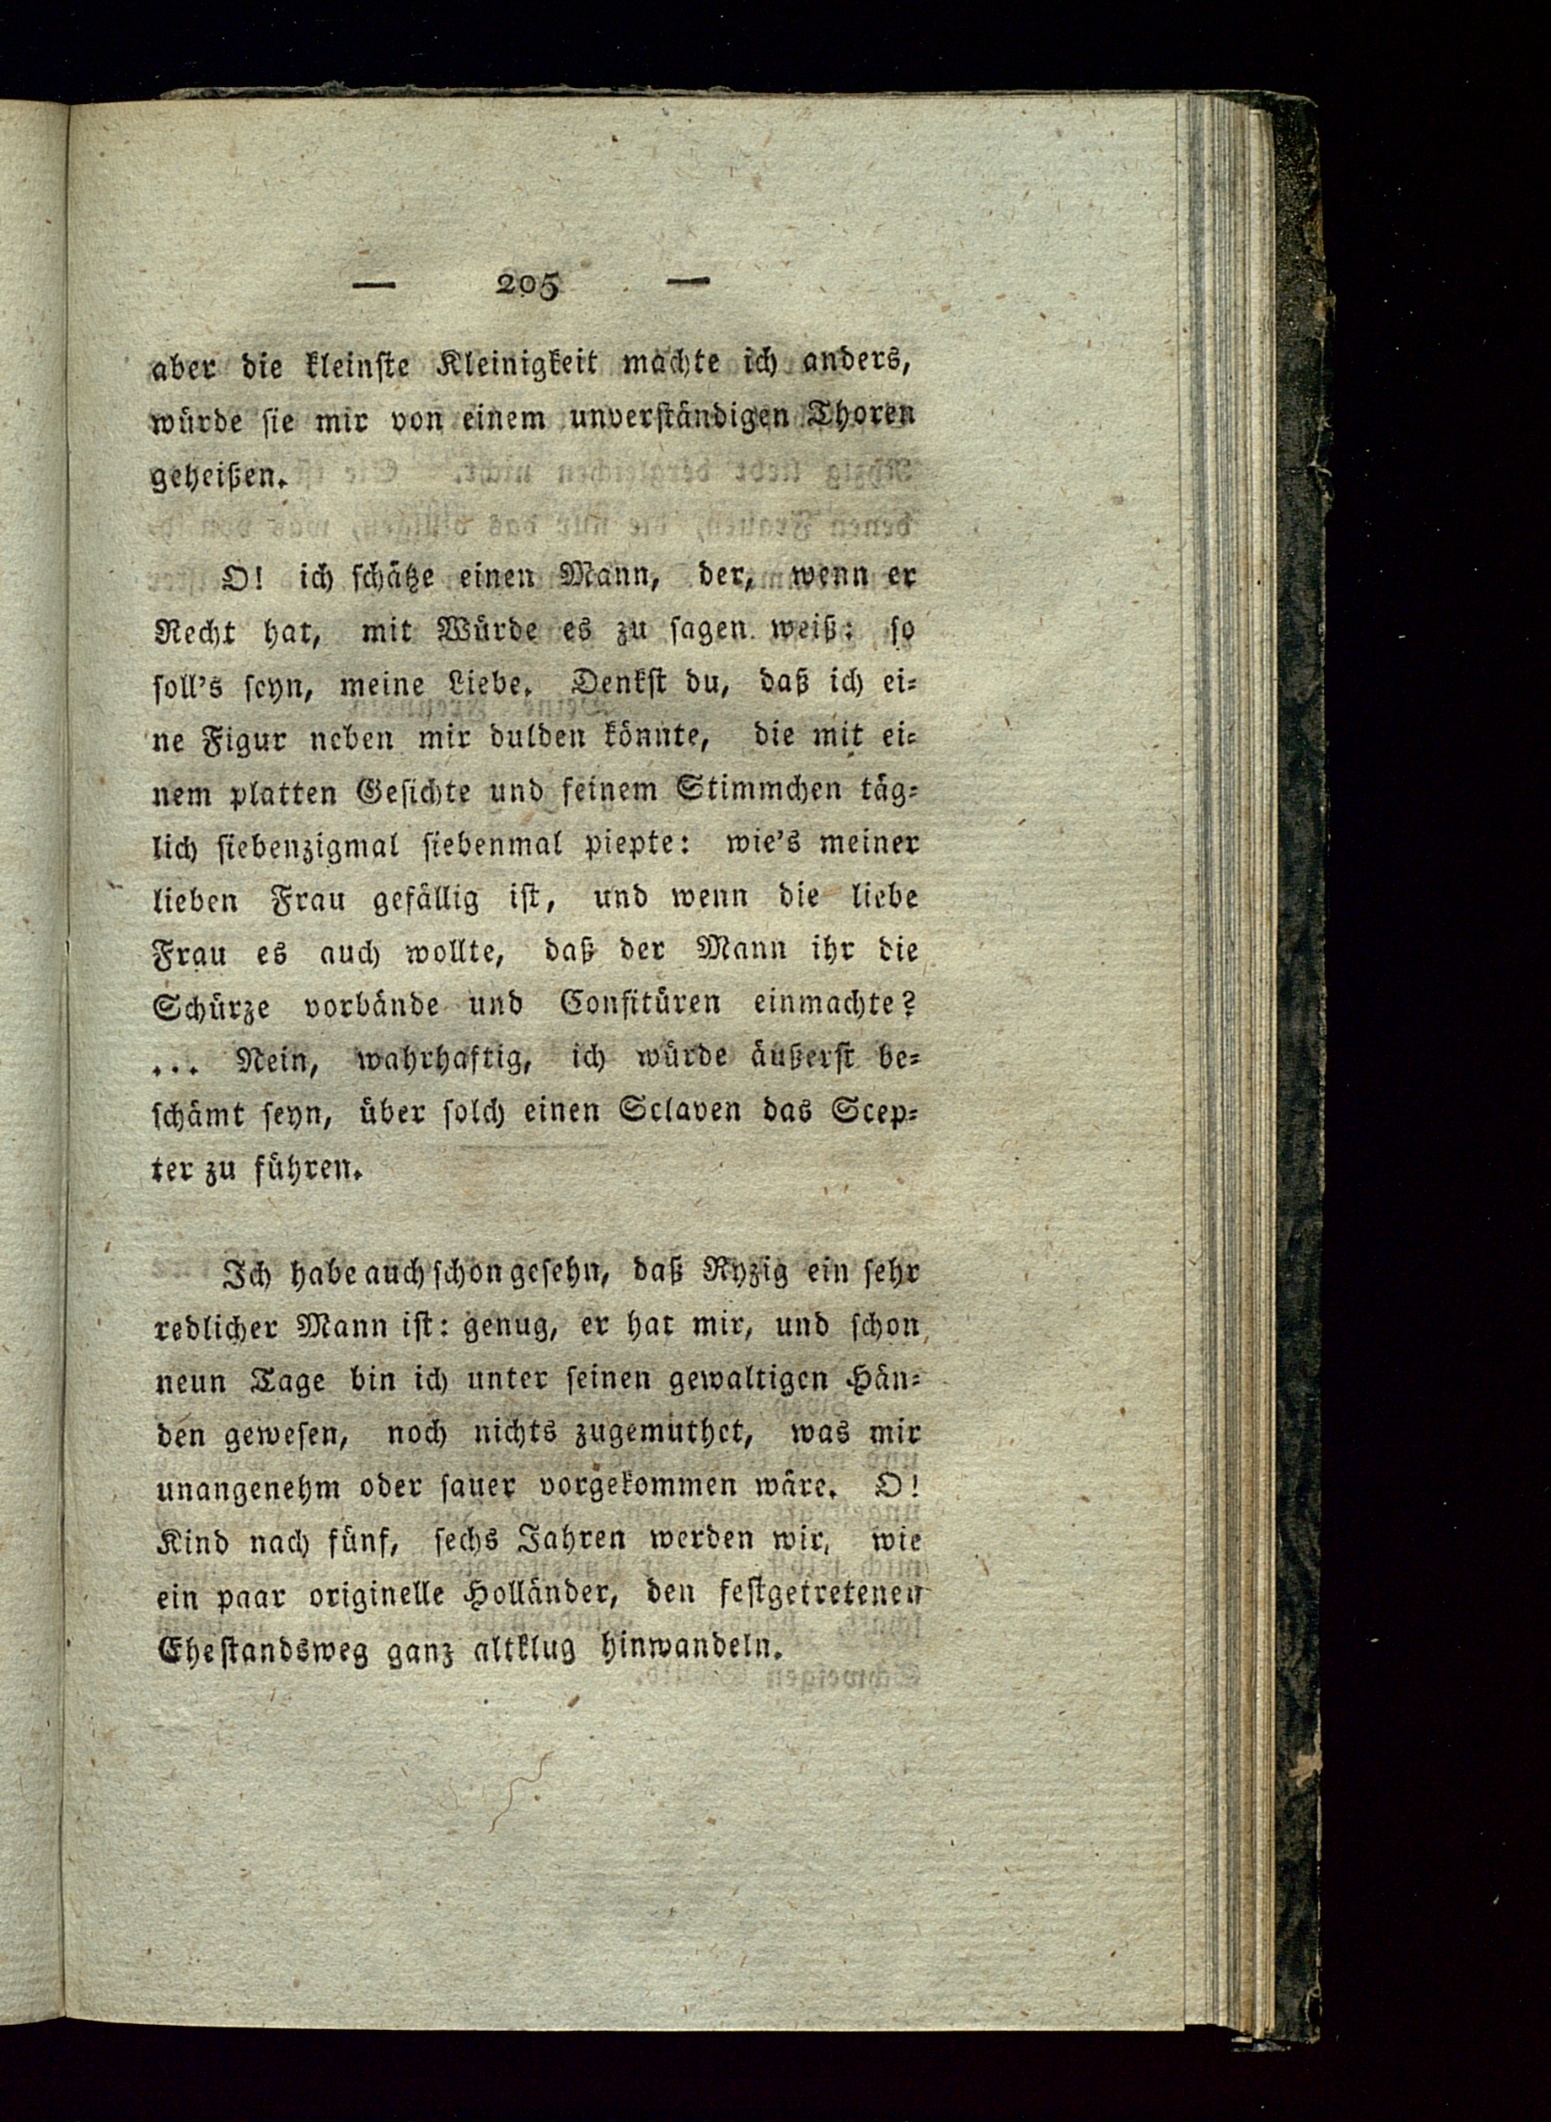 — 205 —
aber die kleinste Kleinigkeit machte ich anders,
würde sie mir von einem unverständigen Thoren
geheißen.
O! ich schätze einen Mann, der, wenn er
Recht hat, mit Würde es zu sagen weiß: so
soll's seyn, meine Liebe. Denkst du, daß ich ei-
ne Figur neben mir dulden könnte, die mit ei-
nem platten Gesichte und feinem Stimmchen täg-
lich siebenzigmal siebenmal piepte: wie's meiner
lieben Frau gefällig ist, und wenn die liebe
Frau es auch wollte, daß der Mann ihr die
Schürze vorbände und Confitüren einmachte?
... Nein, wahrhaftig, ich würde äußerst be-
schämt seyn, über solch einen Sclaven das Scep-
ter zu führen.
Ich habe auch schon gesehn, daß Ryzig ein sehr
redlicher Mann ist: genug, er hat mir, und schon
neun Tage bin ich unter seinen gewaltigen Hän-
den gewesen, noch nichts zugemuthet, was mir
unangenehm oder sauer vorgekommen wäre. O!
Kind nach fünf, sechs Jahren werden wir, wie
ein paar originelle Holländer, den festgetretenen
Ehestandsweg ganz altklug hinwandeln.